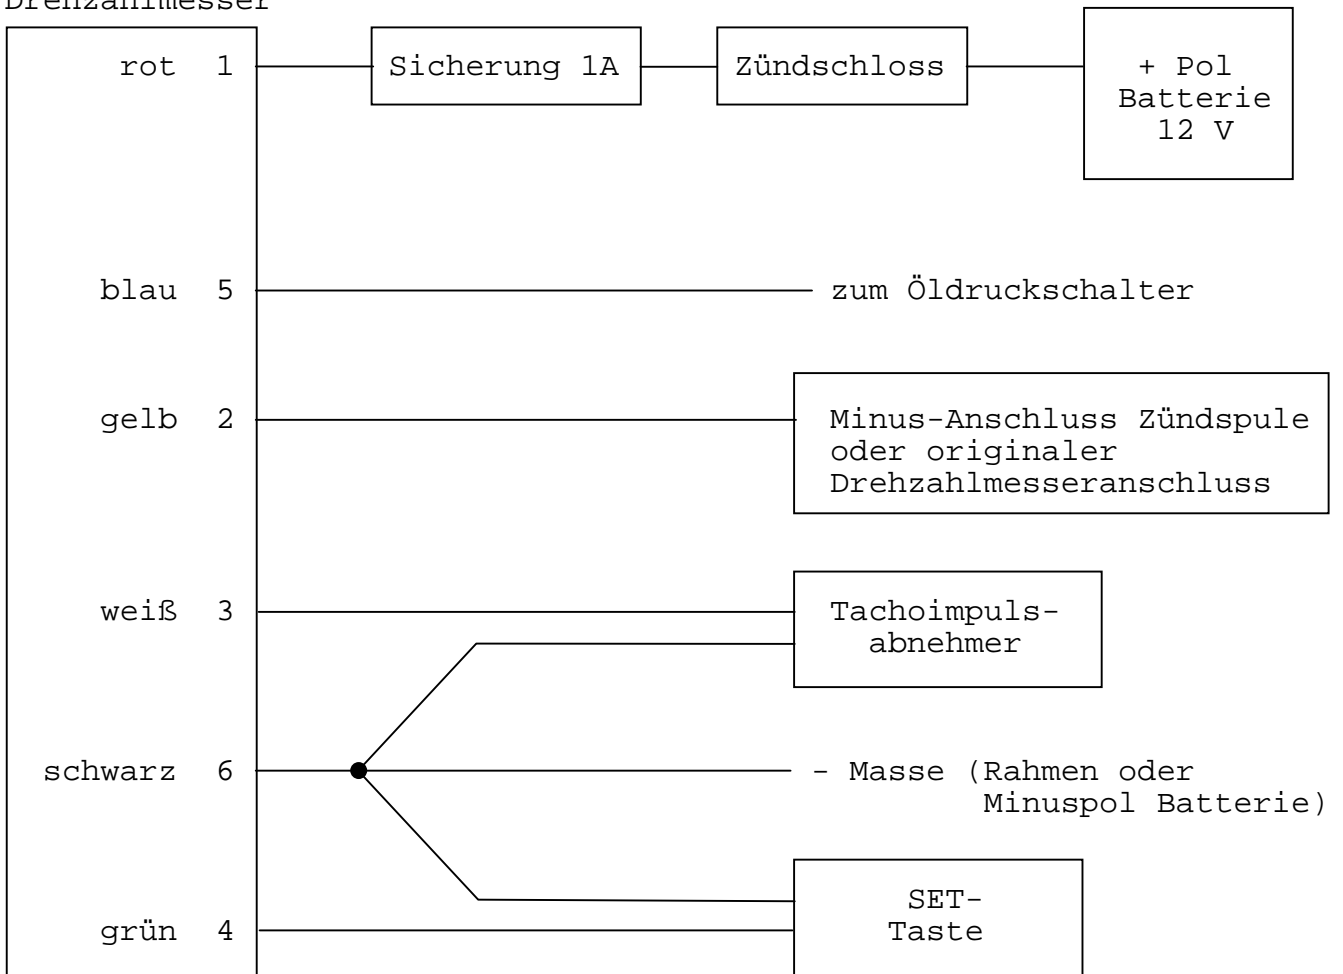 Drehzahlmesser
rot 1 Sicherung 1A Zündschloss + Pol
Batterie
12 V
blau 5 zum Öldruckschalter
gelb 2 Minus-Anschluss Zündspule
oder originaler
Drehzahlmesseranschluss
weiß 3 Tachoimpuls-
abnehmer
schwarz 6 - Masse (Rahmen oder
Minuspol Batterie)
SET-
grün 4 Taste